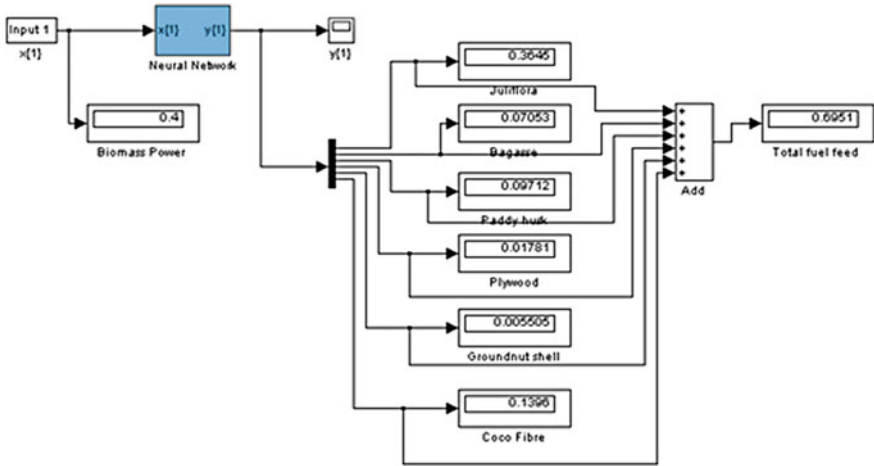 Input 1
x{1}
x{1} y{1}
Neural Network
y{1}
0.4
Biomass Power
0.3645
Juliflora
0.07053
Bagasse
0.09712
Paddy husk
0.01781
Plywood
0.005505
Groundnut shell
0.1396
Coco Fibre
+
+
+
+
+
+
Add
0.6951
Total fuel feed